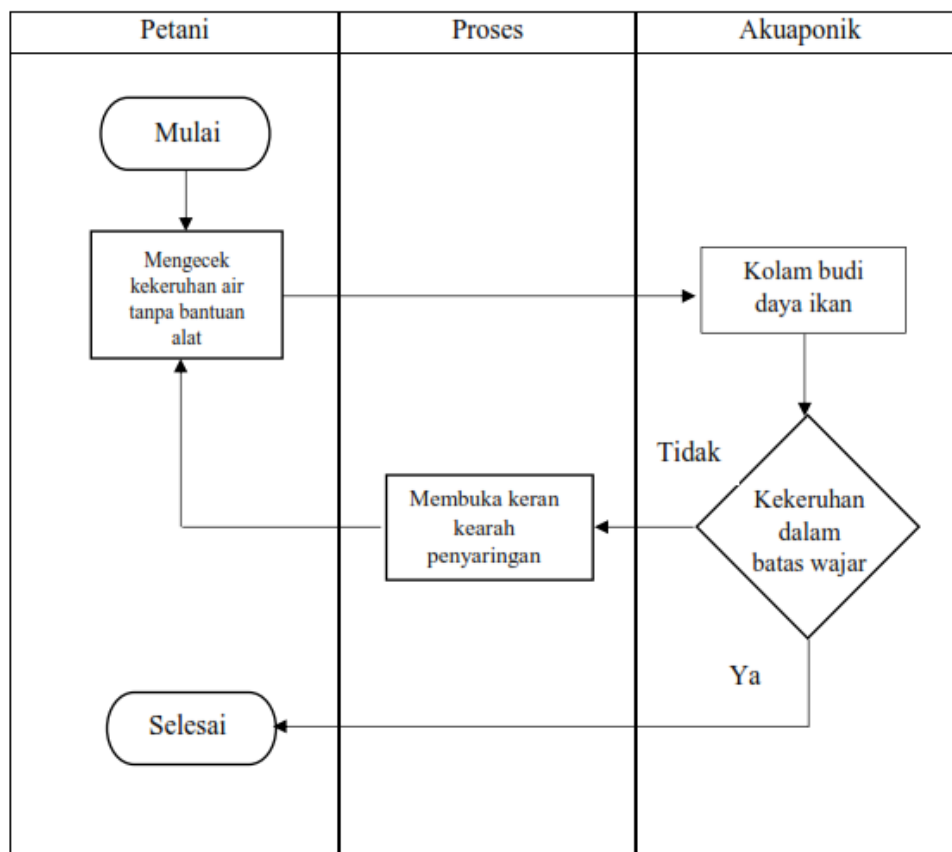 Petani
Proses
Akuaponik
Mulai
Mengecek
kekeruhan air
tanpa bantuan
alat
Kolam budi
daya ikan
Tidak
Kekeruhan
dalam
batas wajar
Membuka keran
kearah
penyaringan
Ya
Selesai